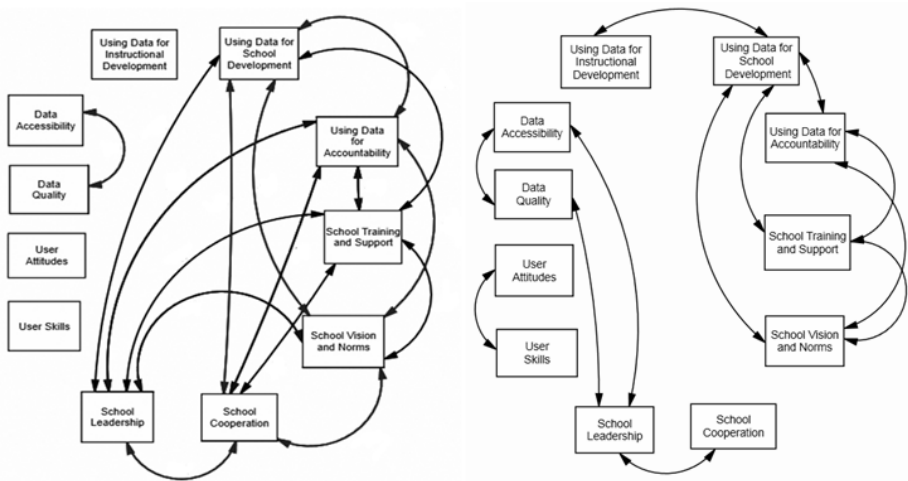 Using Data for
Instructional
Development
Using Data for
School
Development
Data
Accessibility
Using Data
for
Accountability
Data
Quality
School Training
and Support
User
Attitudes
User Skills
School Vision
and Norms
School
Leadership
School
Cooperation
Using Data for
Instructional
Development
Using Data for
School
Development
Data
Accessibility
Using Data for
Accountability
Data
Quality
School Training
and Support
User
Attitudes
User
Skills
School Vision
and Norms
School
Leadership
School
Cooperation